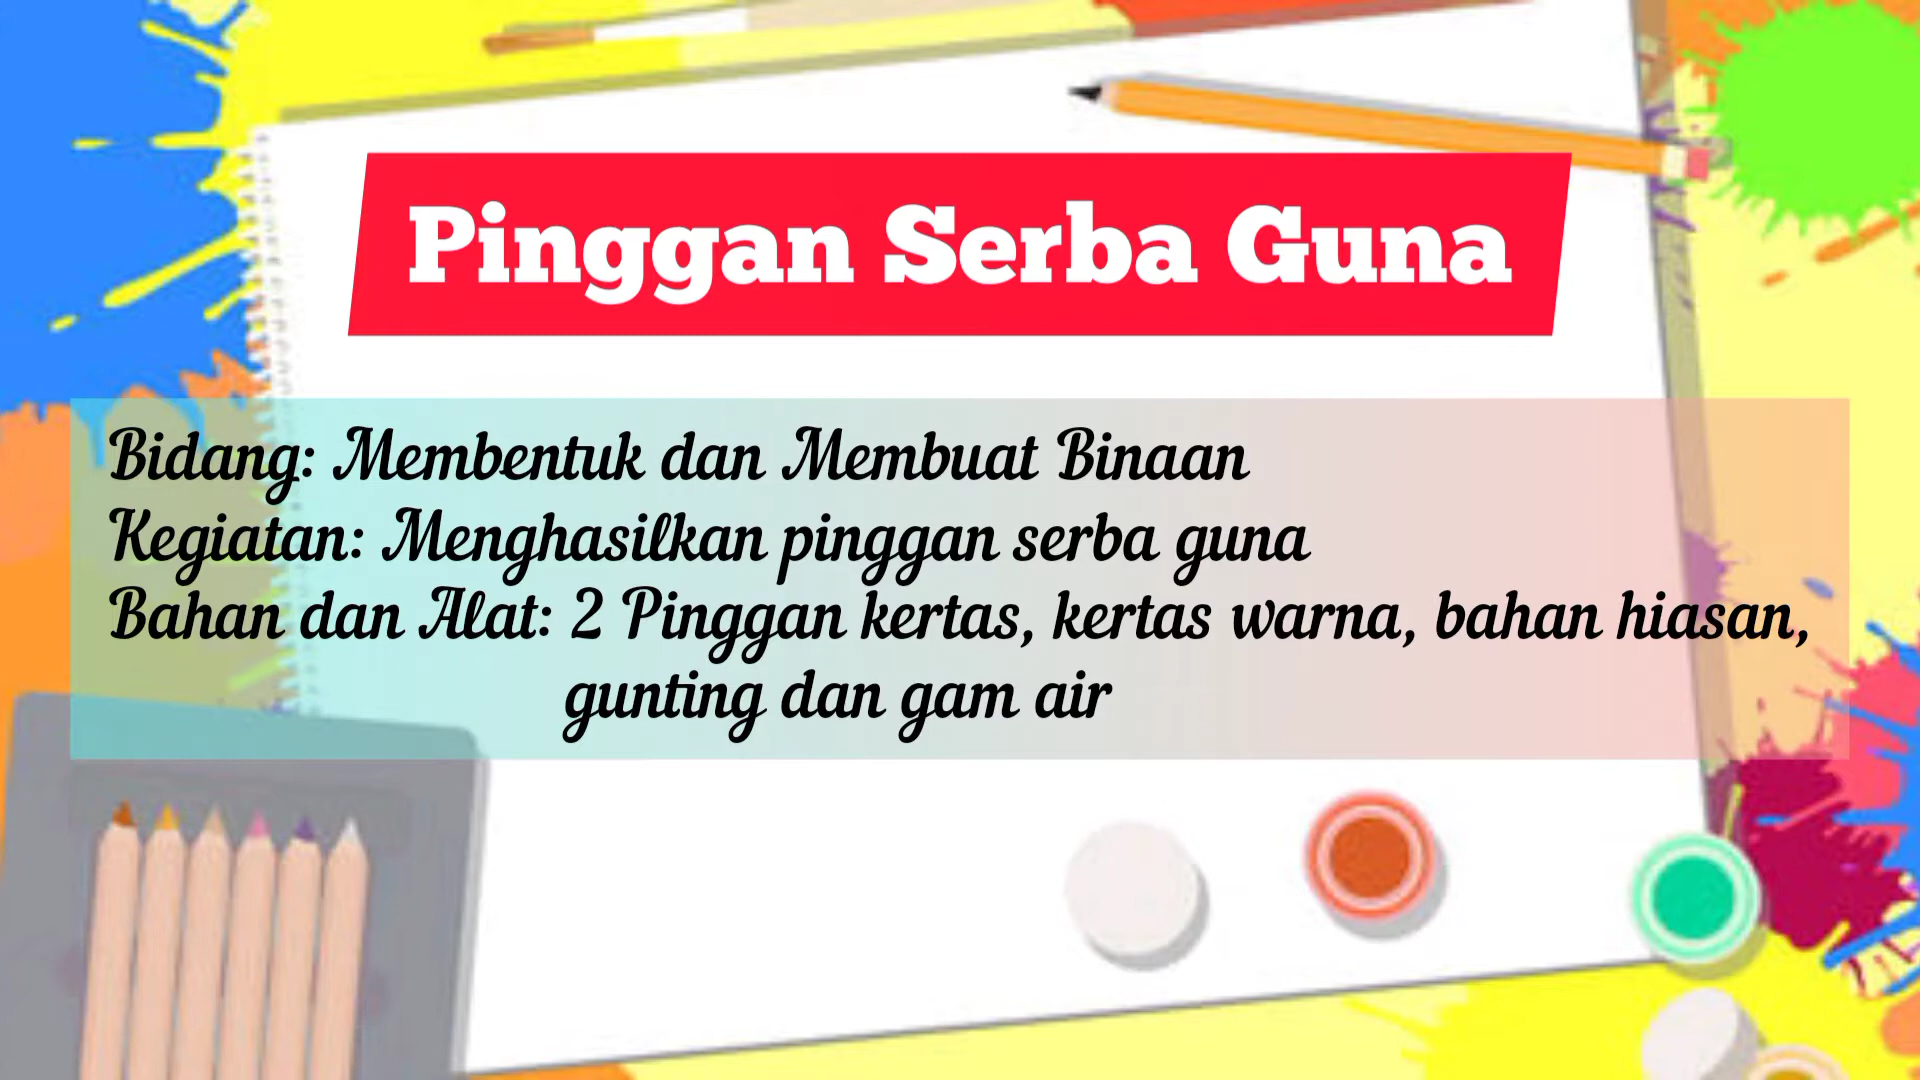 Pinggan Serba Guna
Bidang: Membentuk dan Membuat Binaan
Kegiatan: Menghasilkan pinggan serba guna
Bahan dan Alat: 2 Pinggan kertas, kertas warna, bahan hiasan,
gunting dan gam air